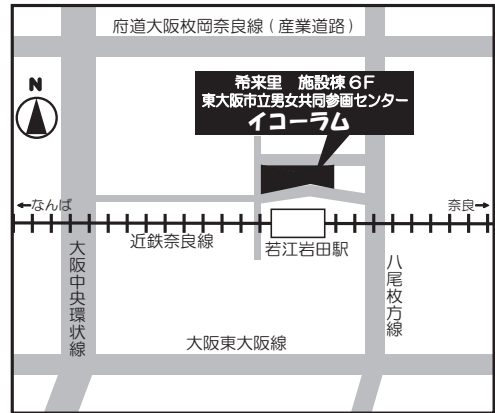 府道大阪枚岡奈良線(産業道路)
N
希来里 施設棟6F
東大阪市立男女共同参画センター
イコーラム
←なんば
奈良→
近鉄奈良線
若江岩田駅
大阪中央環状線
八尾枚方線
大阪東大阪線